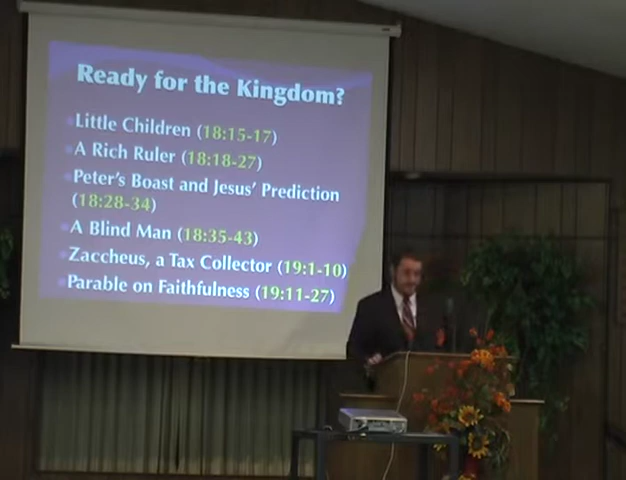 Ready for the Kingdom?
Little Children (18:15-17)
A Rich Ruler (18:18-27)
Peter's Boast and Jesus' Prediction
(18:28-34)
A Blind Man (18:35-43)
Zaccheus, a Tax Collector (19:1-10)
Parable on Faithfulness (19:11-27)